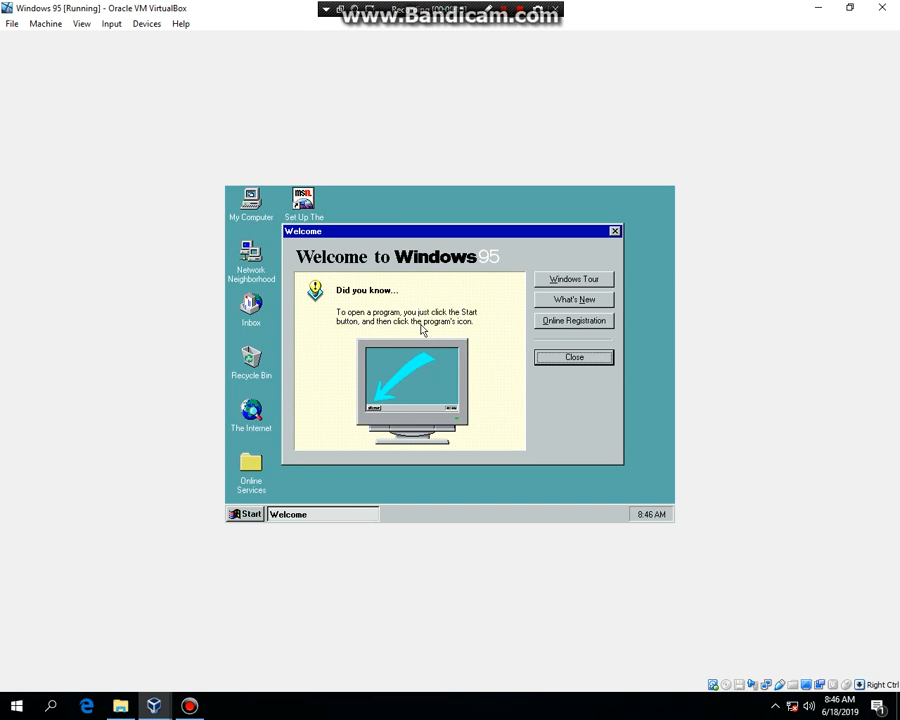 Windows 95 [Running] - Oracle VM VirtualBox
www.Bandicam.com
File Machine View Input Devices Help
My Computer
Set Up The
Network
Neighborhood
Inbox
Recycle Bin
The Internet
Online
Services
Welcome
Welcome to Windows 95
Did you know...
To open a program, you just click the Start
button, and then click the program's icon.
Windows Tour
What's New
Online Registration
Close
Start
Welcome
8:46 AM
Right Ctrl
8:46 AM
6/18/2019